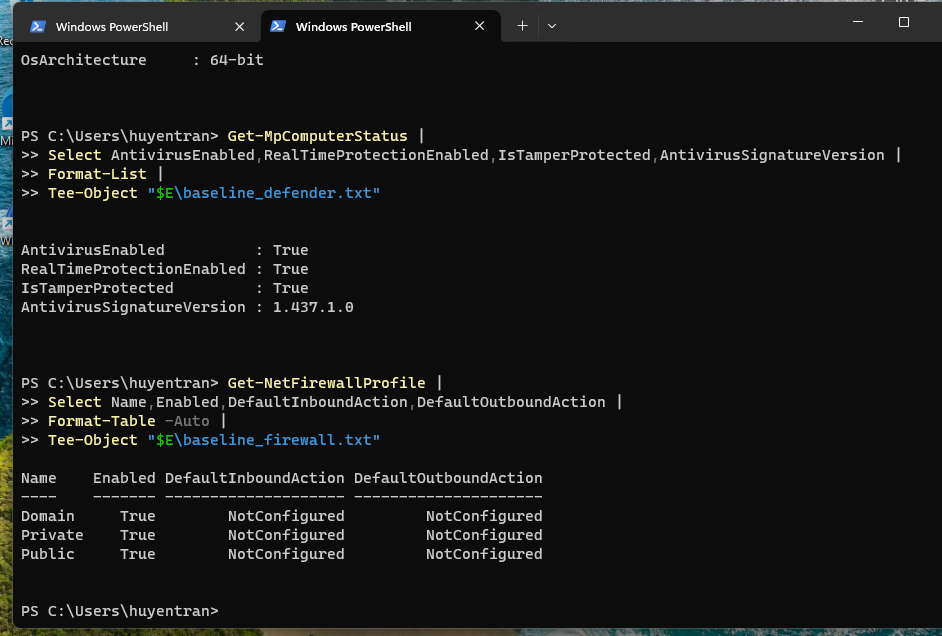 Windows PowerShell
Windows PowerShell
OsArchitecture     : 64-bit
PS C:\Users\huyentran> Get-MpComputerStatus |
>> Select AntivirusEnabled,RealTimeProtectionEnabled,IsTamperProtected,AntivirusSignatureVersion |
>> Format-List |
>> Tee-Object "$E\baseline_defender.txt"
AntivirusEnabled          : True
RealTimeProtectionEnabled : True
IsTamperProtected         : True
AntivirusSignatureVersion : 1.437.1.0
PS C:\Users\huyentran> Get-NetFirewallProfile |
>> Select Name,Enabled,DefaultInboundAction,DefaultOutboundAction |
>> Format-Table -Auto |
>> Tee-Object "$E\baseline_firewall.txt"
Name    Enabled DefaultInboundAction DefaultOutboundAction
----    ------- -------------------- ---------------------
Domain     True        NotConfigured         NotConfigured
Private    True        NotConfigured         NotConfigured
Public     True        NotConfigured         NotConfigured
PS C:\Users\huyentran>